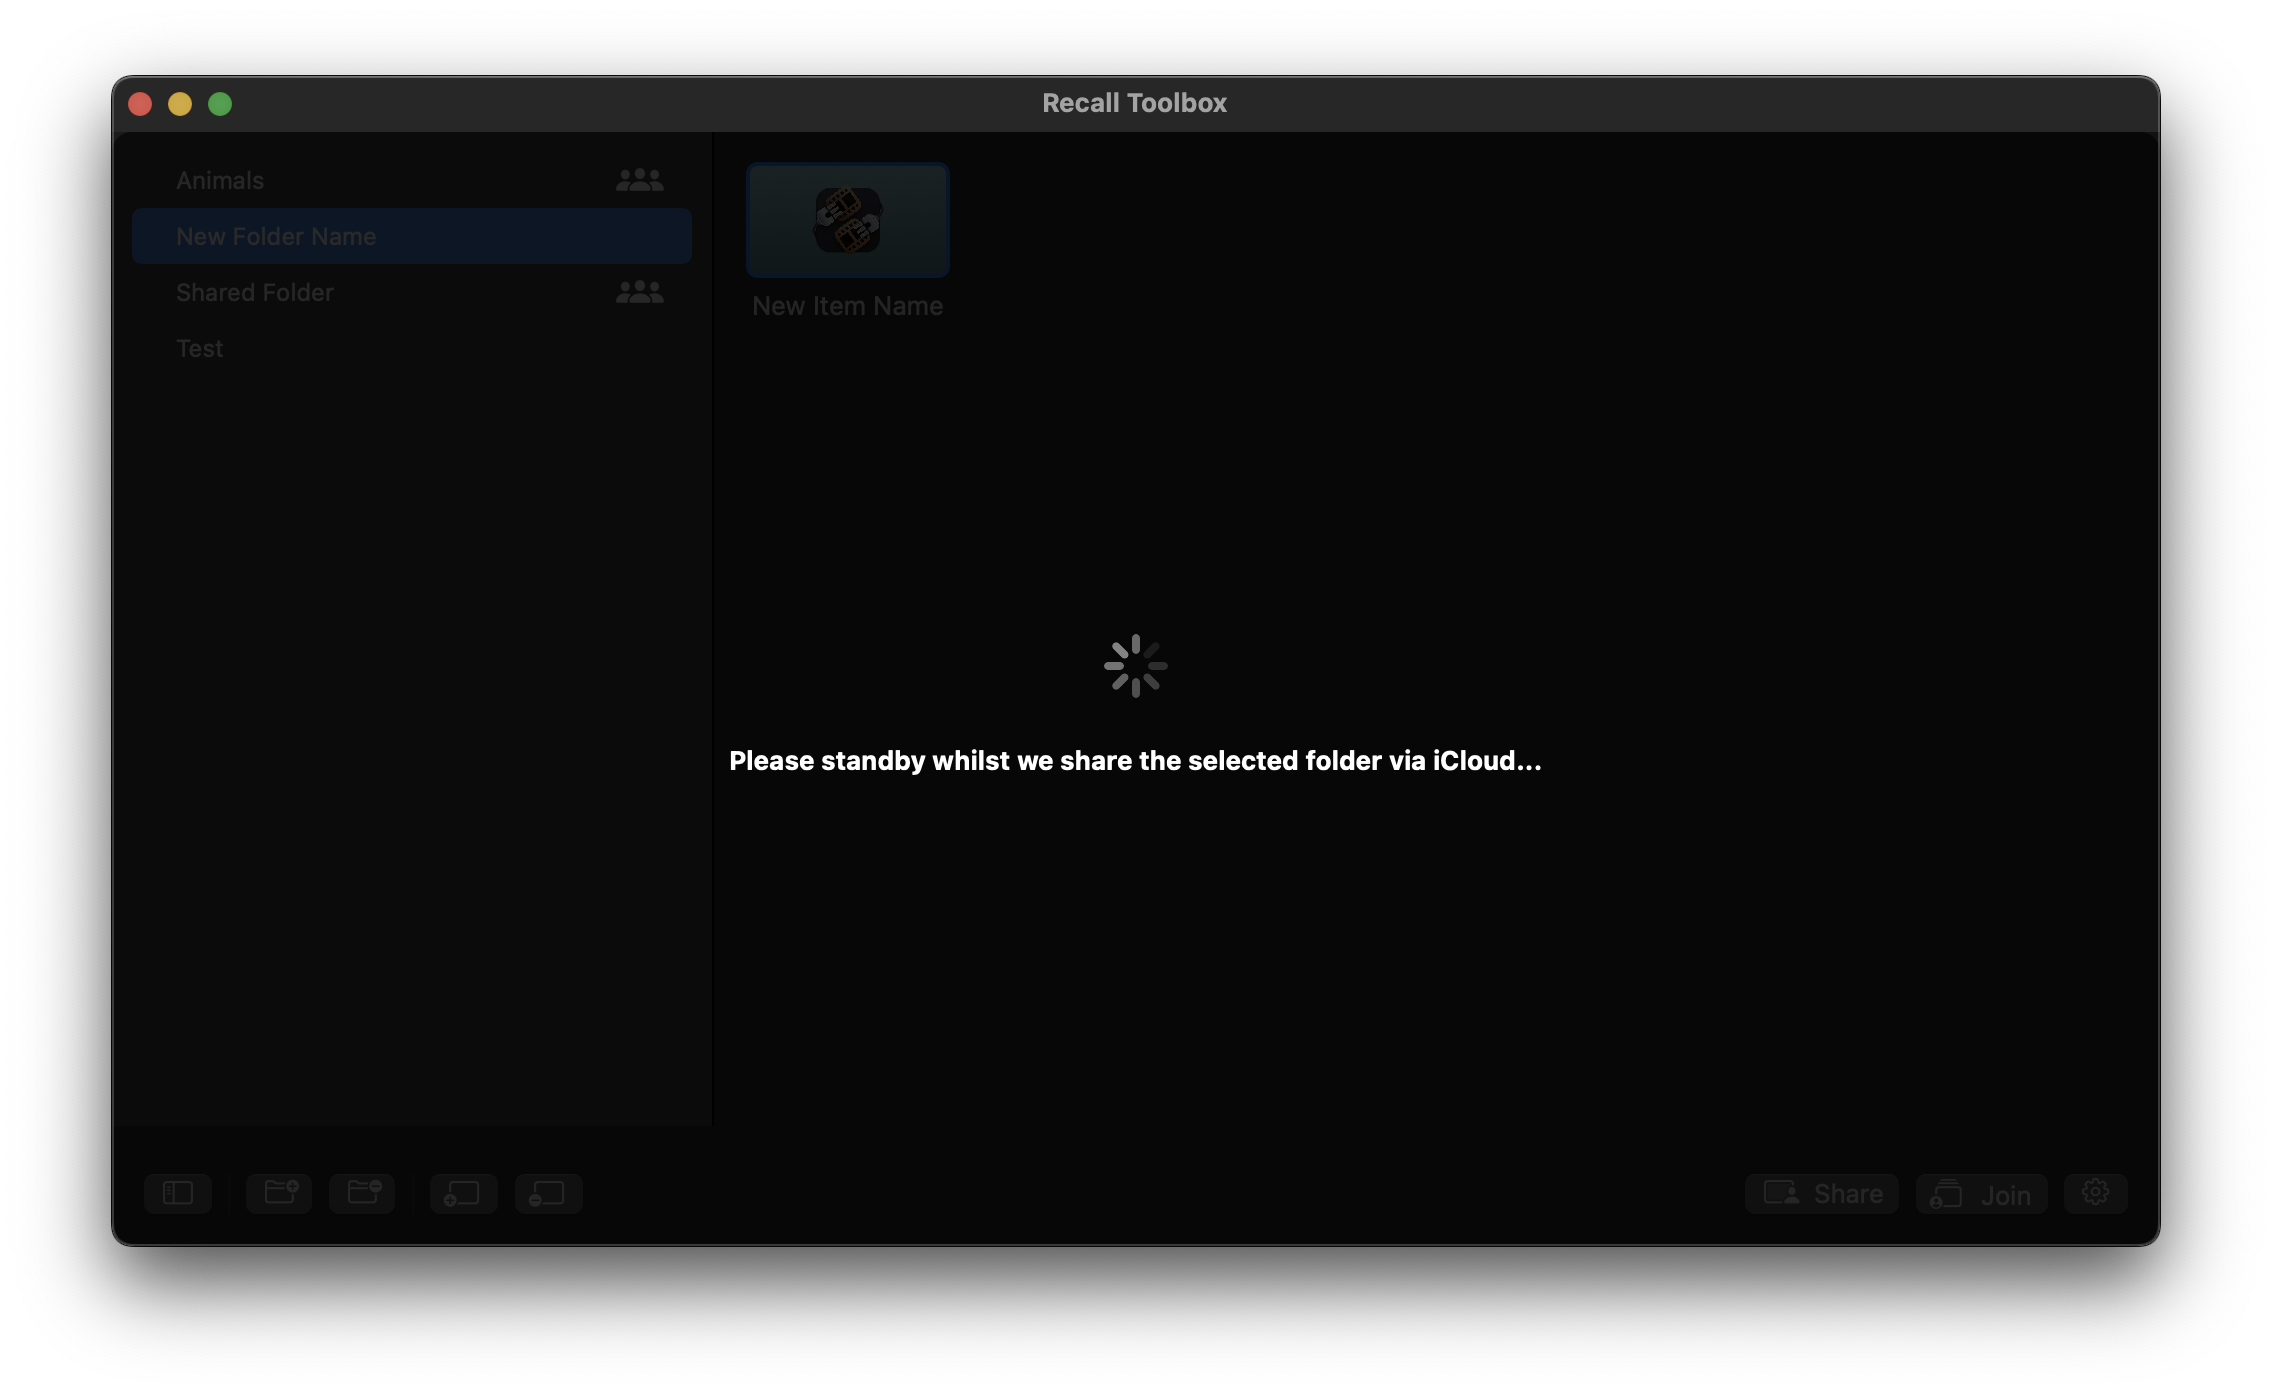 Recall Toolbox
Animals
New Folder Name
Shared Folder
Test
New Item Name
Please standby whilst we share the selected folder via iCloud...
Share
Join